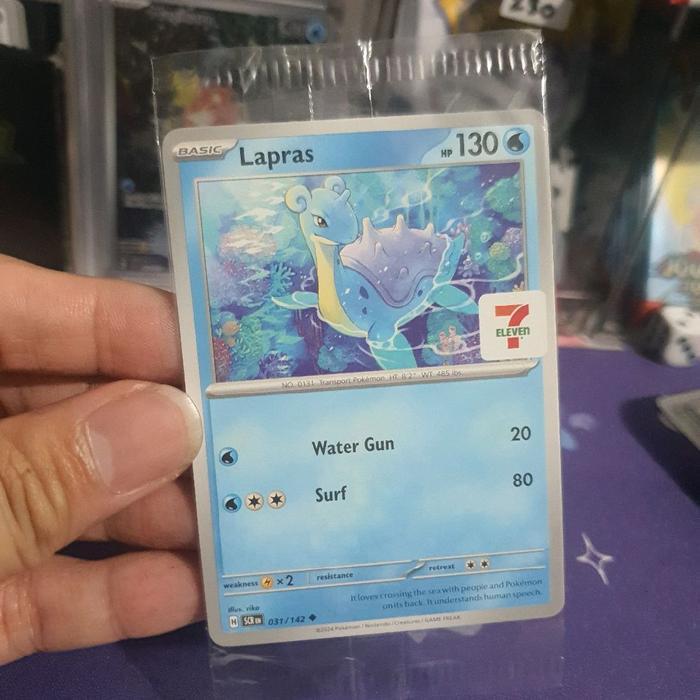 210
BASIC Lapras HP 130
7
ELEVEN
NO. 0131 Transport Pokémon HT: 8'2" WT: 485 lbs.
Water Gun 20
Surf 80
weakness ×2 resistance retreat
It loves crossing the sea with people and Pokémon
on its back. It understands human speech.
illus. riko
H SCR EN 031/142
©2024 Pokémon / Nintendo / Creatures / GAME FREAK